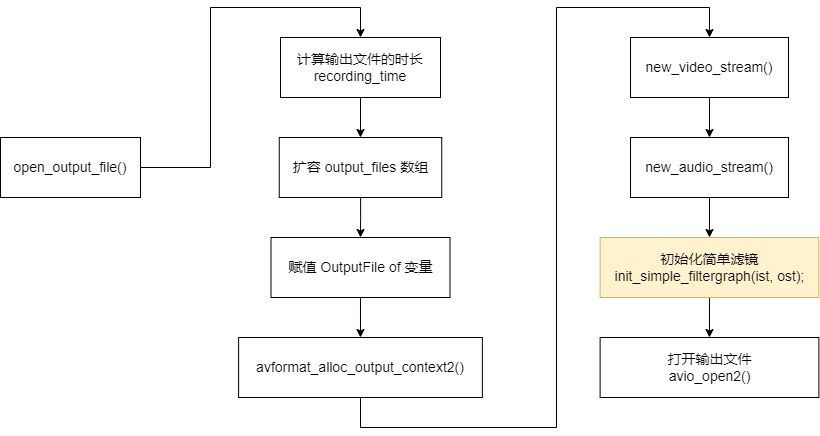 open_output_file()
计算输出文件的时长
recording_time
扩容 output_files 数组
赋值 OutputFile of 变量
avformat_alloc_output_context2()
new_video_stream()
new_audio_stream()
初始化简单滤镜
init_simple_filtergraph(ist, ost);
打开输出文件
avio_open2()